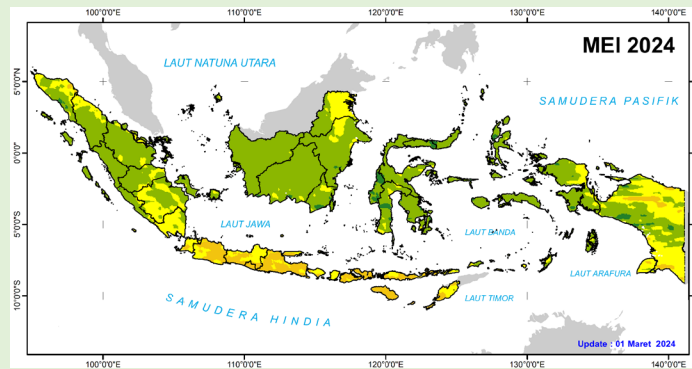 100°0'0"E 110°0'0"E 120°0'0"E 130°0'0"E 140°0'0"E
MEI 2024
LAUT NATUNA UTARA
5°0'0"N
SAMUDERA PASIFIK
0°0'0"
5°0'0"S
LAUT JAWA
LAUT BANDA
LAUT ARAFURA
10°0'0"S
SAMUDERA HINDIA
LAUT TIMOR
Update : 01 Maret 2024
100°0'0"E 110°0'0"E 120°0'0"E 130°0'0"E 140°0'0"E